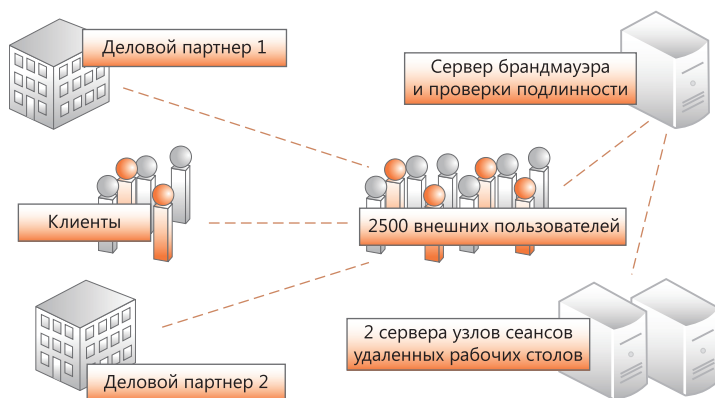 Деловой партнер 1
Сервер брандмауэра
и проверки подлинности
Клиенты
2500 внешних пользователей
2 сервера узлов сеансов
удаленных рабочих столов
Деловой партнер 2